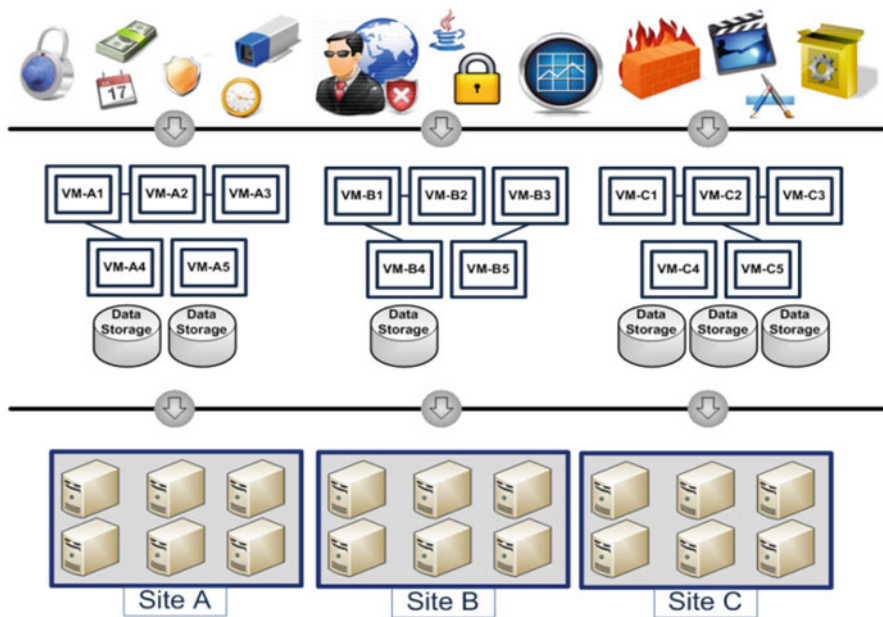 17
VM-A1
VM-A2
VM-A3
VM-B1
VM-B2
VM-B3
VM-C1
VM-C2
VM-C3
VM-A4
VM-A5
VM-B4
VM-B5
VM-C4
VM-C5
Data
Storage
Data
Storage
Data
Storage
Data
Storage
Data
Storage
Data
Storage
Site A
Site B
Site C